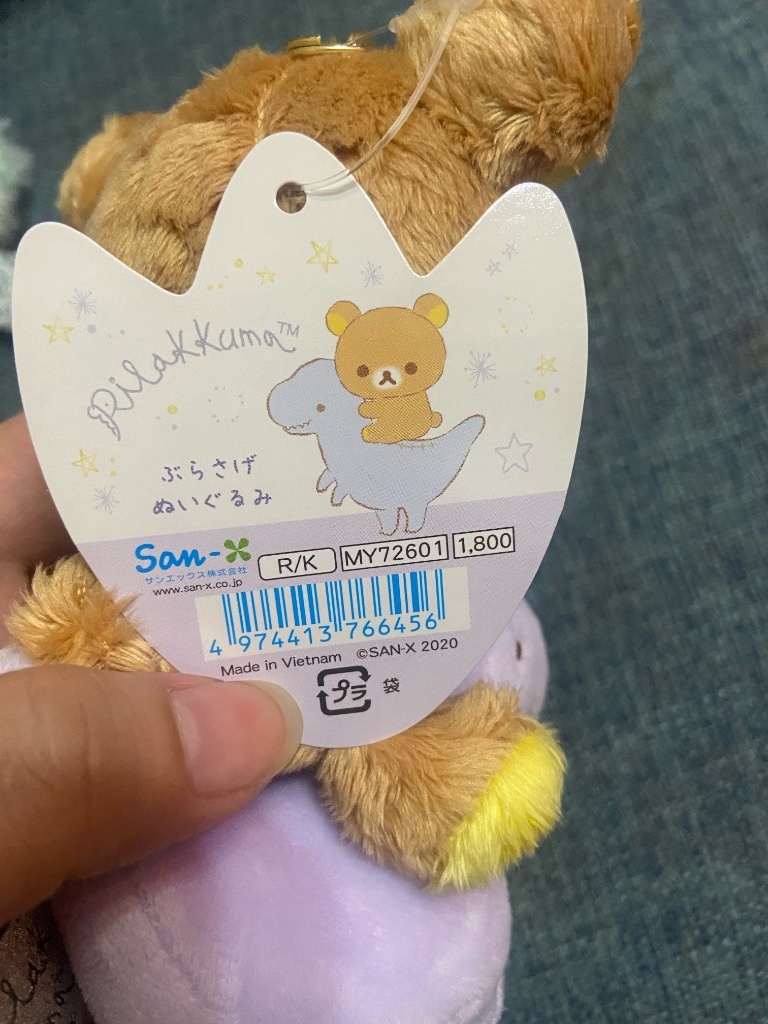 Rilakkuma™
ぶらさげ
ぬいぐるみ
San-X
サンエックス株式会社
www.san-x.co.jp
R/K MY72601 1,800
4 974413 766456
Made in Vietnam ©SAN-X 2020
プラ 袋